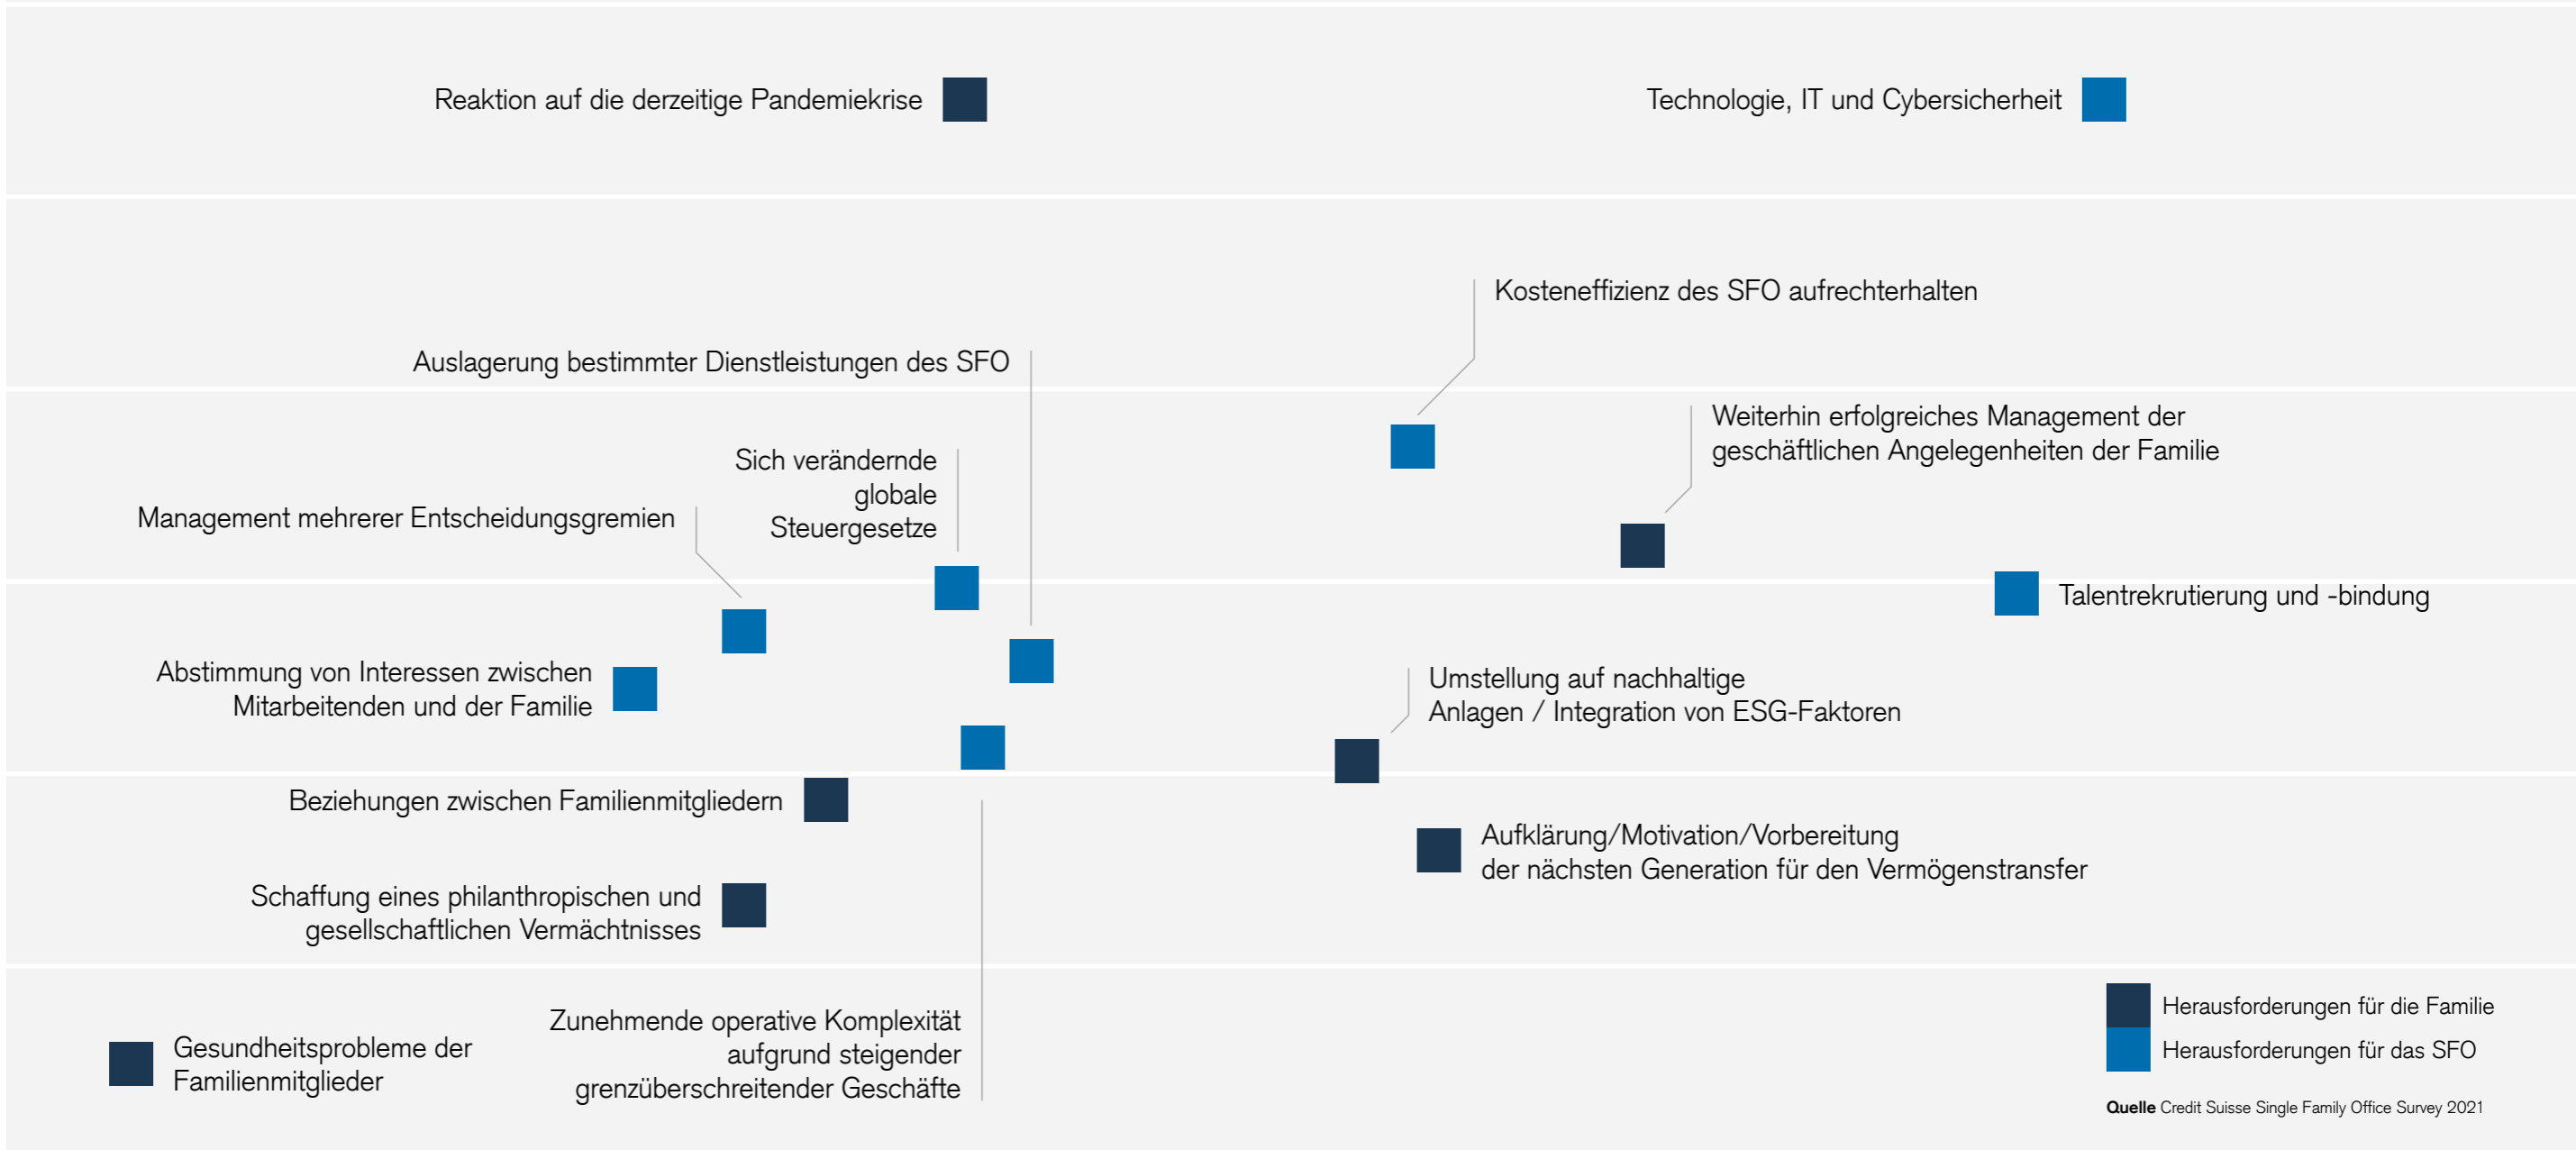 Reaktion auf die derzeitige Pandemiekrise
Technologie, IT und Cybersicherheit
Kosteneffizienz des SFO aufrechterhalten
Auslagerung bestimmter Dienstleistungen des SFO
Weiterhin erfolgreiches Management der
geschäftlichen Angelegenheiten der Familie
Sich verändernde
globale
Steuergesetze
Management mehrerer Entscheidungsgremien
Talentrekrutierung und -bindung
Abstimmung von Interessen zwischen
Mitarbeitenden und der Familie
Umstellung auf nachhaltige
Anlagen / Integration von ESG-Faktoren
Beziehungen zwischen Familienmitgliedern
Aufklärung/Motivation/Vorbereitung
der nächsten Generation für den Vermögenstransfer
Schaffung eines philanthropischen und
gesellschaftlichen Vermächtnisses
Zunehmende operative Komplexität
aufgrund steigender
grenzüberschreitender Geschäfte
Gesundheitsprobleme der
Familienmitglieder
Herausforderungen für die Familie
Herausforderungen für das SFO
Quelle Credit Suisse Single Family Office Survey 2021